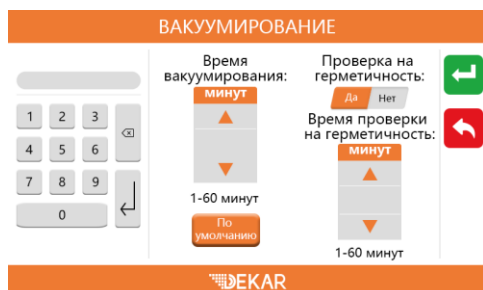 ВАКУУМИРОВАНИЕ
1 2 3
4 5 6
7 8 9
0
Время
вакуумирования:
минут
1-60 минут
По
умолчанию
Проверка на
герметичность:
Да Нет
Время проверки
на герметичность:
минут
1-60 минут
DEKAR